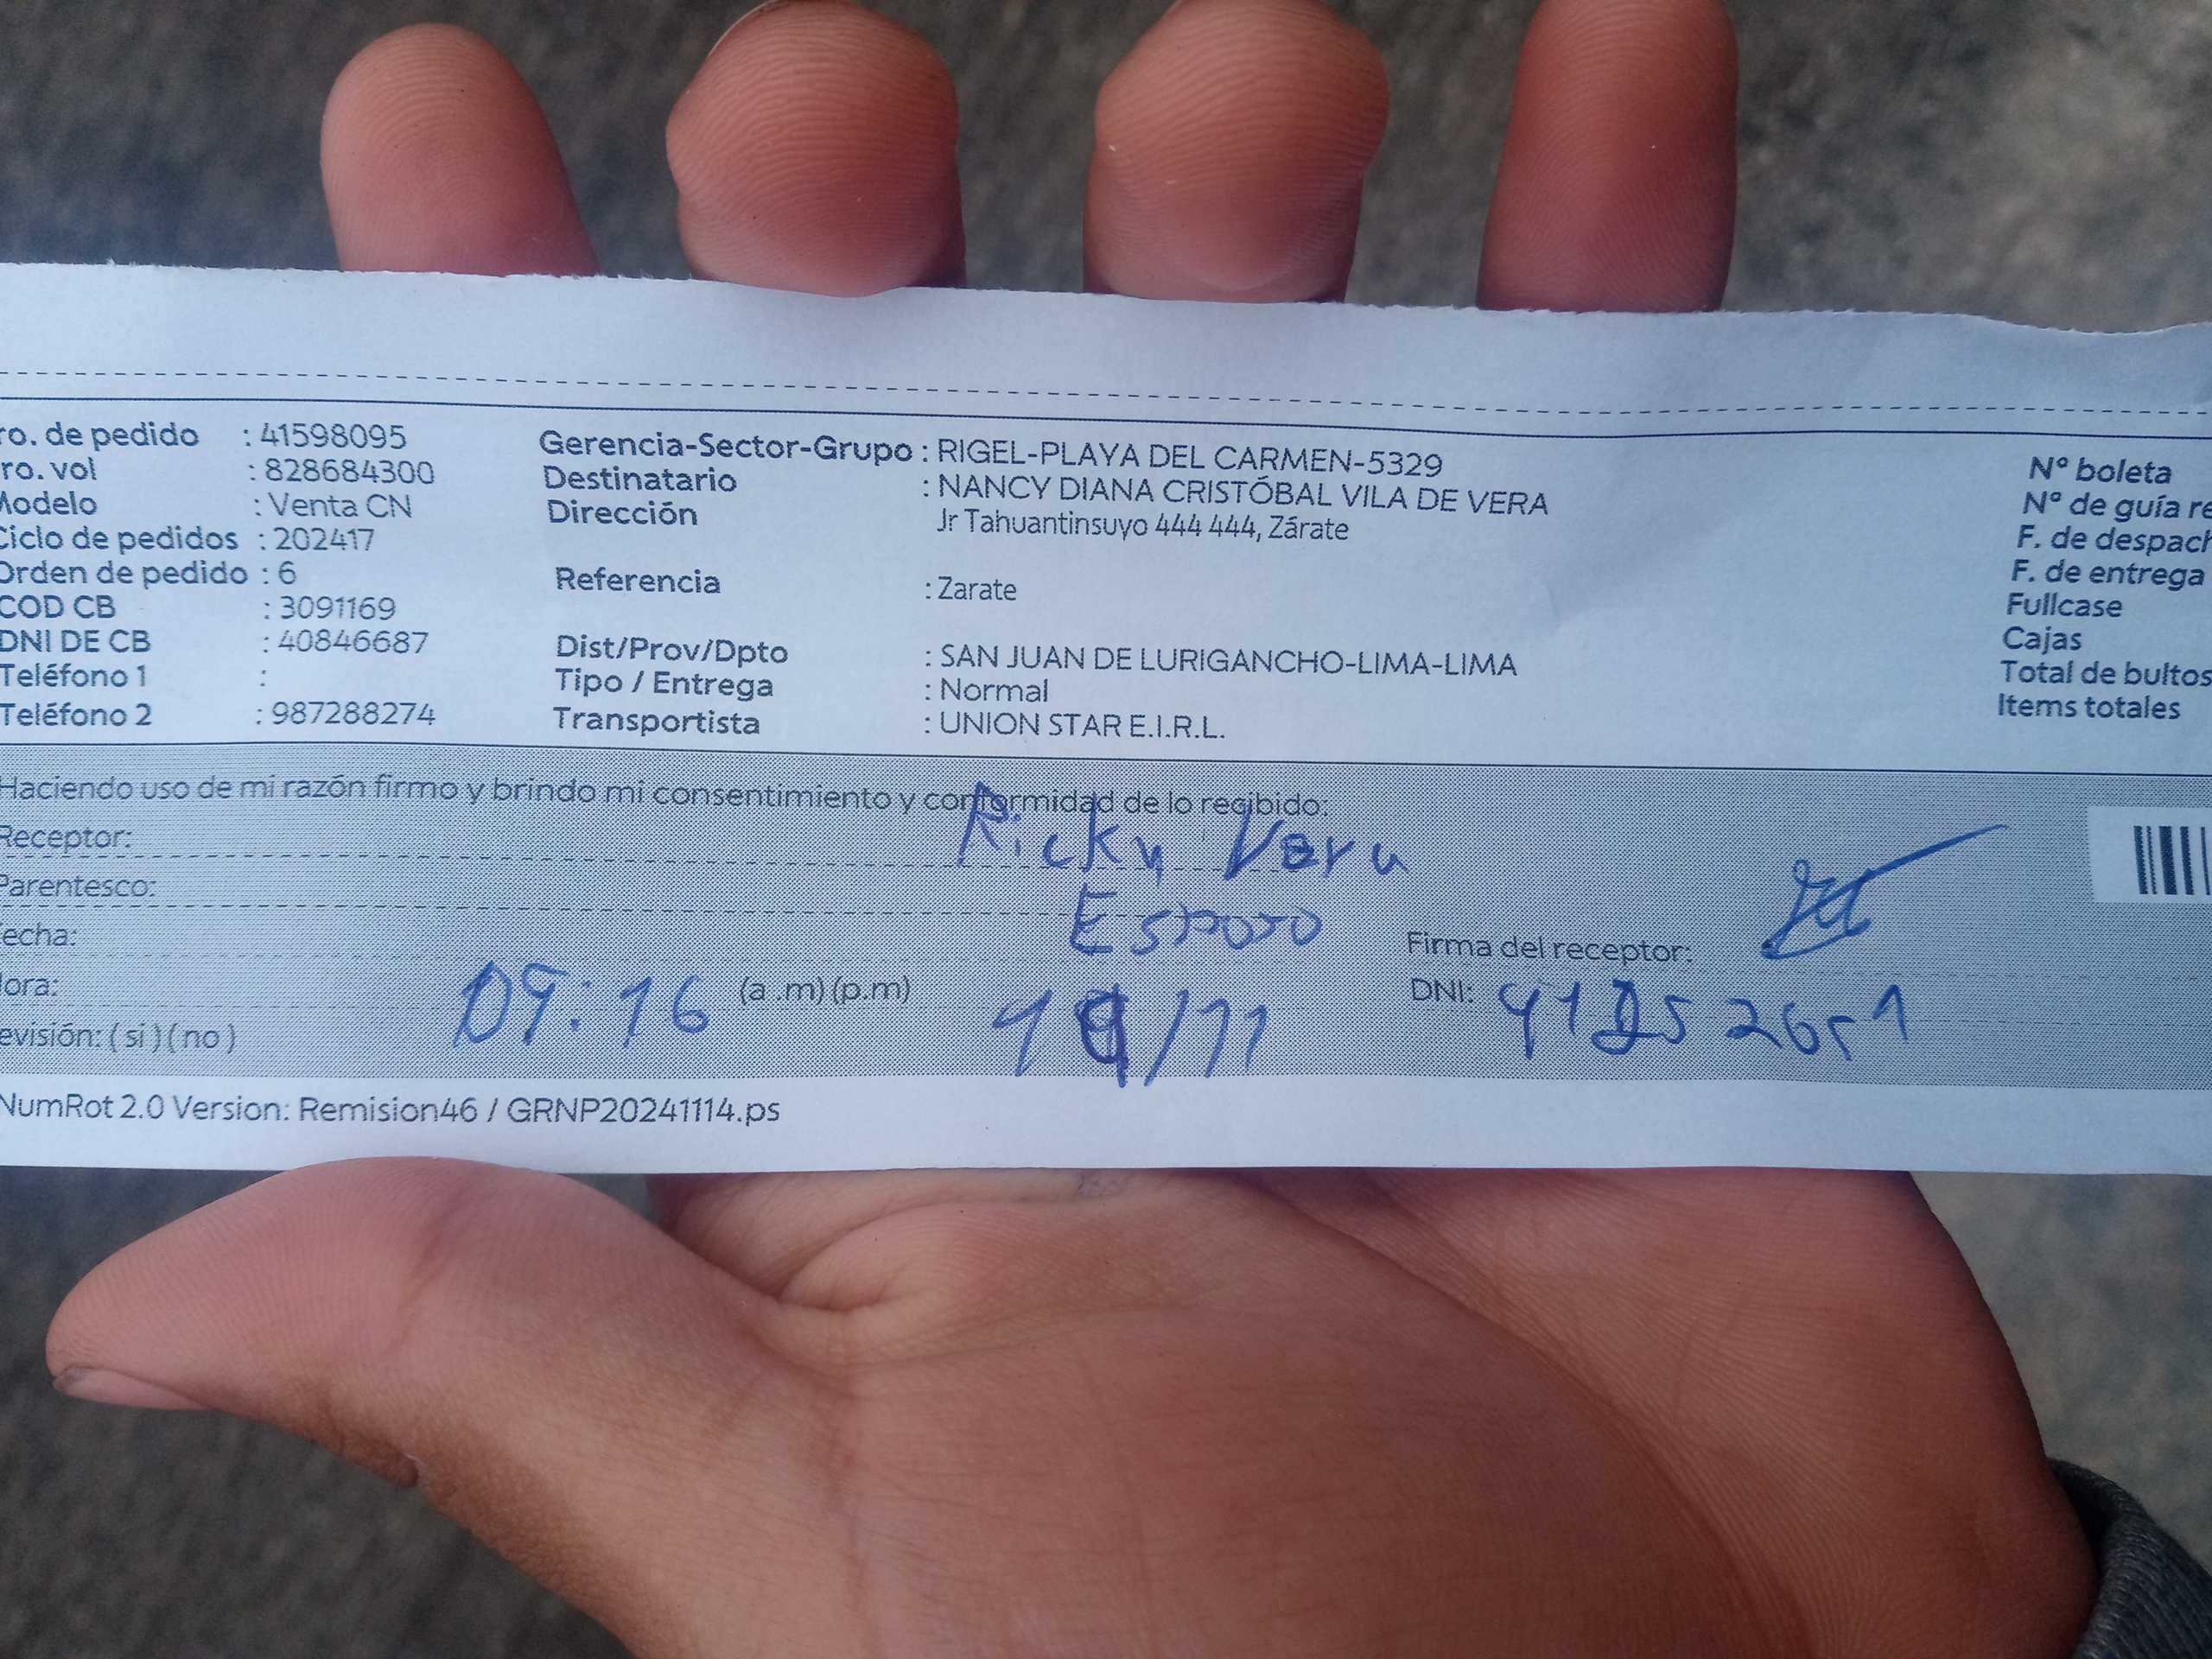 ro. de pedido : 41598095
ro. vol : 828684300
Modelo : Venta CN
Ciclo de pedidos : 202417
Orden de pedido : 6
COD CB : 3091169
DNI DE CB : 40846687
Teléfono 1 :
Teléfono 2 : 987288274
Gerencia-Sector-Grupo : RIGEL-PLAYA DEL CARMEN-5329
Destinatario : NANCY DIANA CRISTÓBAL VILA DE VERA
Dirección Jr Tahuantinsuyo 444 444, Zárate
Referencia : Zarate
Dist/Prov/Dpto : SAN JUAN DE LURIGANCHO-LIMA-LIMA
Tipo / Entrega : Normal
Transportista : UNION STAR E.I.R.L.
N° boleta
N° de guía re
F. de despach
F. de entrega
Fullcase
Cajas
Total de bultos
Items totales
Haciendo uso de mi razón firmo y brindo mi consentimiento y conformidad de lo recibido:
Receptor: Ricky Vera
Parentesco: Esposo
echa:
Firma del receptor:
ora: 09:16 (a .m) (p.m) 19/11
DNI:
evisión: ( si ) ( no )
NumRot 2.0 Version: Remision46 / GRNP20241114.ps